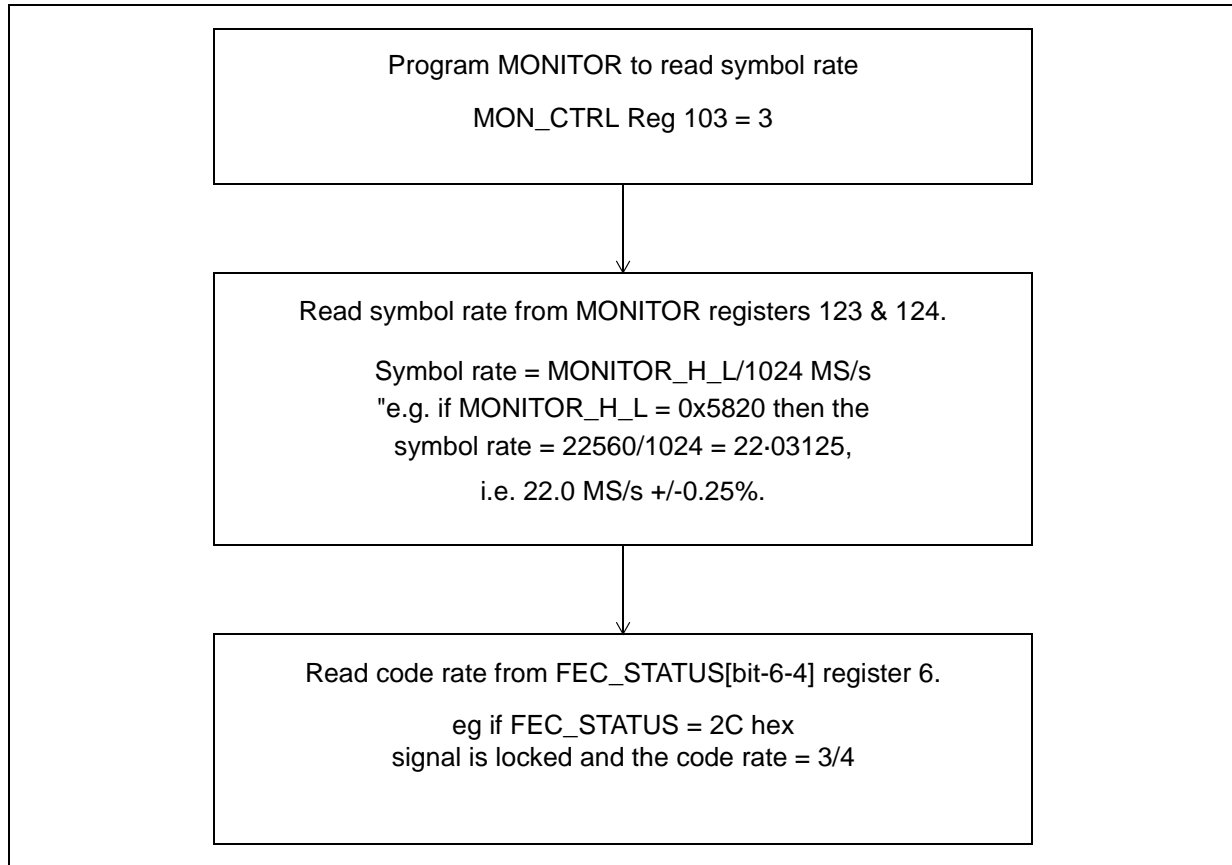 Program MONITOR to read symbol rate
MON_CTRL Reg 103 = 3
Read symbol rate from MONITOR registers 123 & 124.
Symbol rate = MONITOR_H_L/1024 MS/s
"e.g. if MONITOR_H_L = 0x5820 then the
symbol rate = 22560/1024 = 22·03125,
i.e. 22.0 MS/s +/-0.25%.
Read code rate from FEC_STATUS[bit-6-4] register 6.
eg if FEC_STATUS = 2C hex
signal is locked and the code rate = 3/4